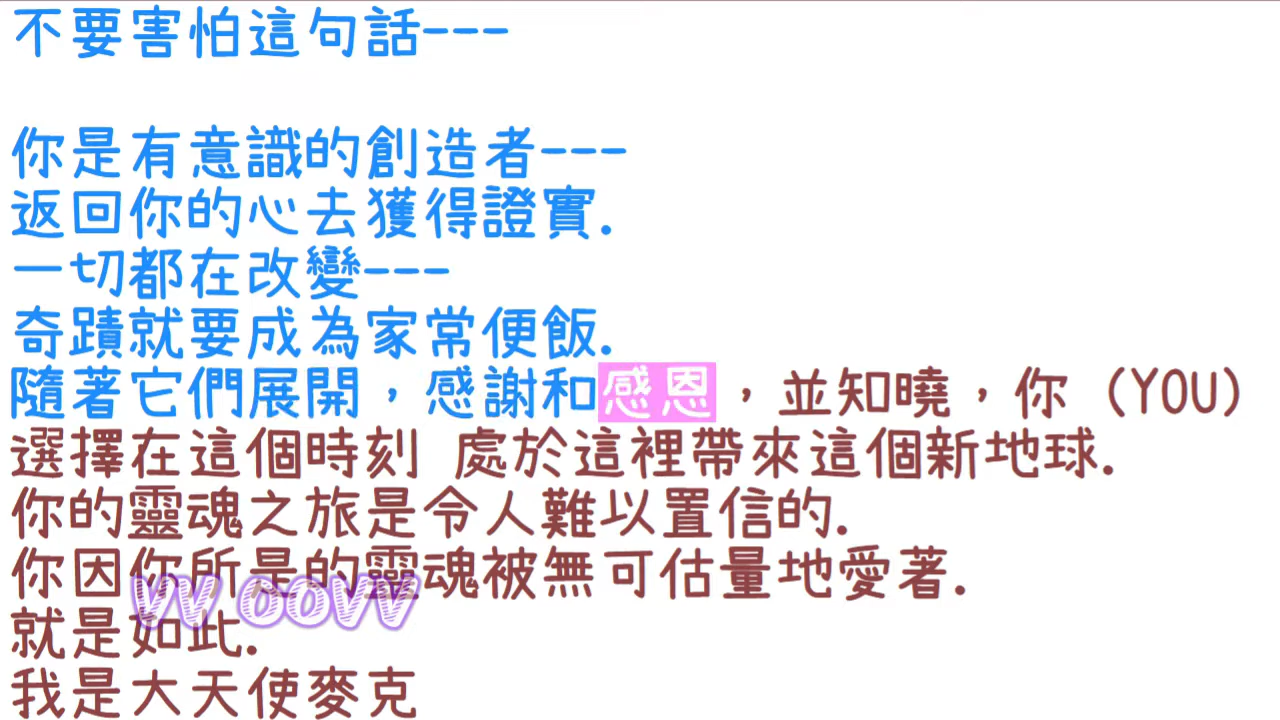 不要害怕這句話---
你是有意識的創造者---
返回你的心去獲得證實.
一切都在改變---
奇蹟就要成為家常便飯.
隨著它們展開，感謝和感恩，並知曉，你 (YOU)
選擇在這個時刻 處於這裡帶來這個新地球.
你的靈魂之旅是令人難以置信的.
你因你所是的靈魂被無可估量地愛著.
VV OOVV
就是如此.
我是大天使麥克